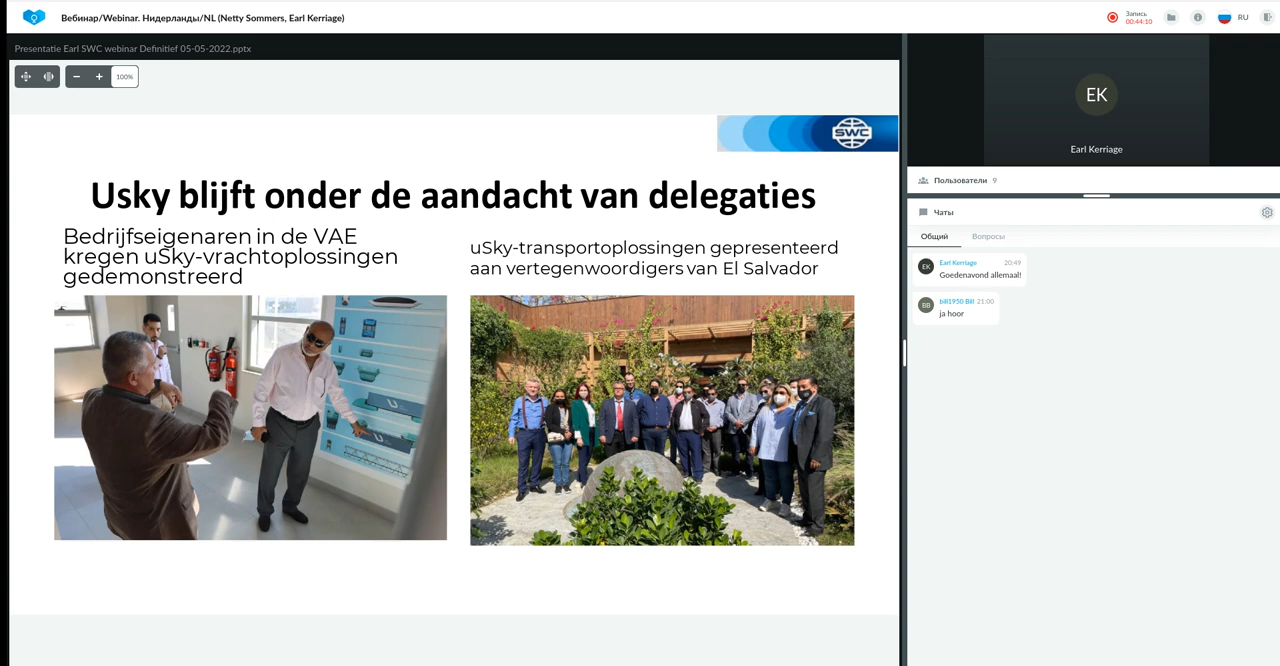 Вебинар/Webinar. Нидерланды/NL (Netty Sommers, Earl Kerriage)
Запись
00:44:10
RU
Presentatie Earl SWC webinar Definitief 05-05-2022.pptx
100%
SWC
Usky blijft onder de aandacht van delegaties
Bedrijfseigenaren in de VAE
kregen uSky-vrachtoplossingen
gedemonstreerd
uSky-transportoplossingen gepresenteerd
aan vertegenwoordigers van El Salvador
EK
Earl Kerriage
Пользователи 9
Чаты
Общий
Вопросы
EK
Earl Kerriage 20:49
Goedenavond allemaal!
BB
bill1950 Bill 21:00
ja hoor